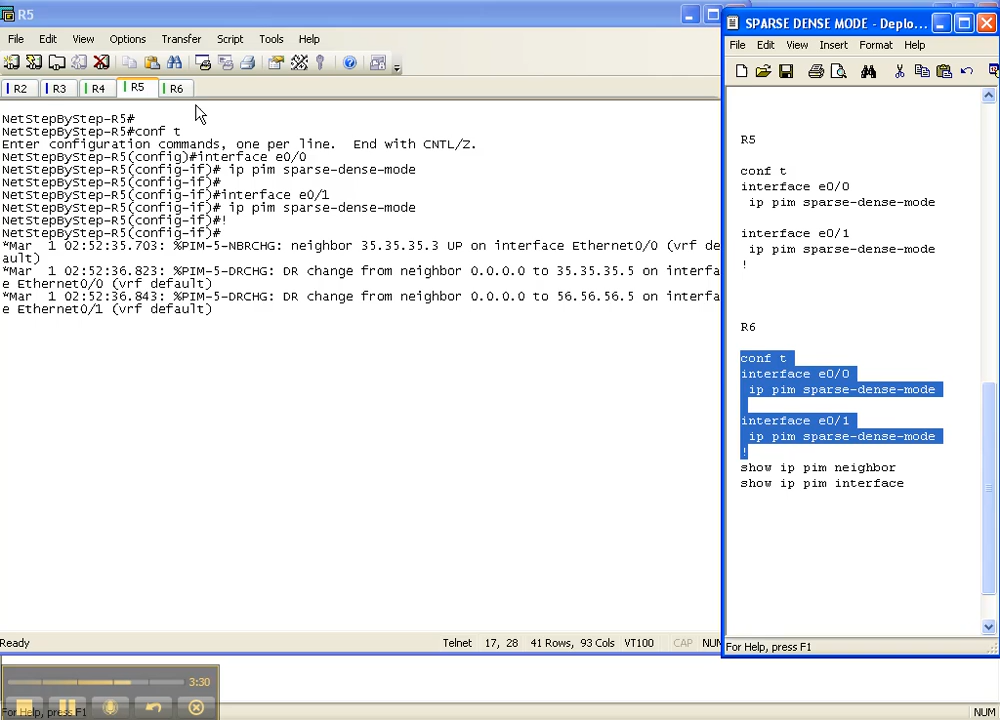 R5
File Edit View Options Transfer Script Tools Help
R2 R3 R4 R5 R6
NetStepByStep-R5#
NetStepByStep-R5#conf t
Enter configuration commands, one per line.  End with CNTL/Z.
NetStepByStep-R5(config)#interface e0/0
NetStepByStep-R5(config-if)# ip pim sparse-dense-mode
NetStepByStep-R5(config-if)#
NetStepByStep-R5(config-if)#interface e0/1
NetStepByStep-R5(config-if)# ip pim sparse-dense-mode
NetStepByStep-R5(config-if)#!
NetStepByStep-R5(config-if)#
*Mar  1 02:52:35.703: %PIM-5-NBRCHG: neighbor 35.35.35.3 UP on interface Ethernet0/0 (vrf def
ault)
*Mar  1 02:52:36.823: %PIM-5-DRCHG: DR change from neighbor 0.0.0.0 to 35.35.35.5 on interfac
e Ethernet0/0 (vrf default)
*Mar  1 02:52:36.843: %PIM-5-DRCHG: DR change from neighbor 0.0.0.0 to 56.56.56.5 on interfac
e Ethernet0/1 (vrf default)
Ready Telnet 17, 28 41 Rows, 93 Cols VT100 CAP NUM
3:30
For Help, press F1 NUM
SPARSE DENSE MODE - Deplo...
File Edit View Insert Format Help
R5
conf t
interface e0/0
ip pim sparse-dense-mode
interface e0/1
ip pim sparse-dense-mode
!
R6
conf t
interface e0/0
ip pim sparse-dense-mode
interface e0/1
ip pim sparse-dense-mode
!
show ip pim neighbor
show ip pim interface
For Help, press F1